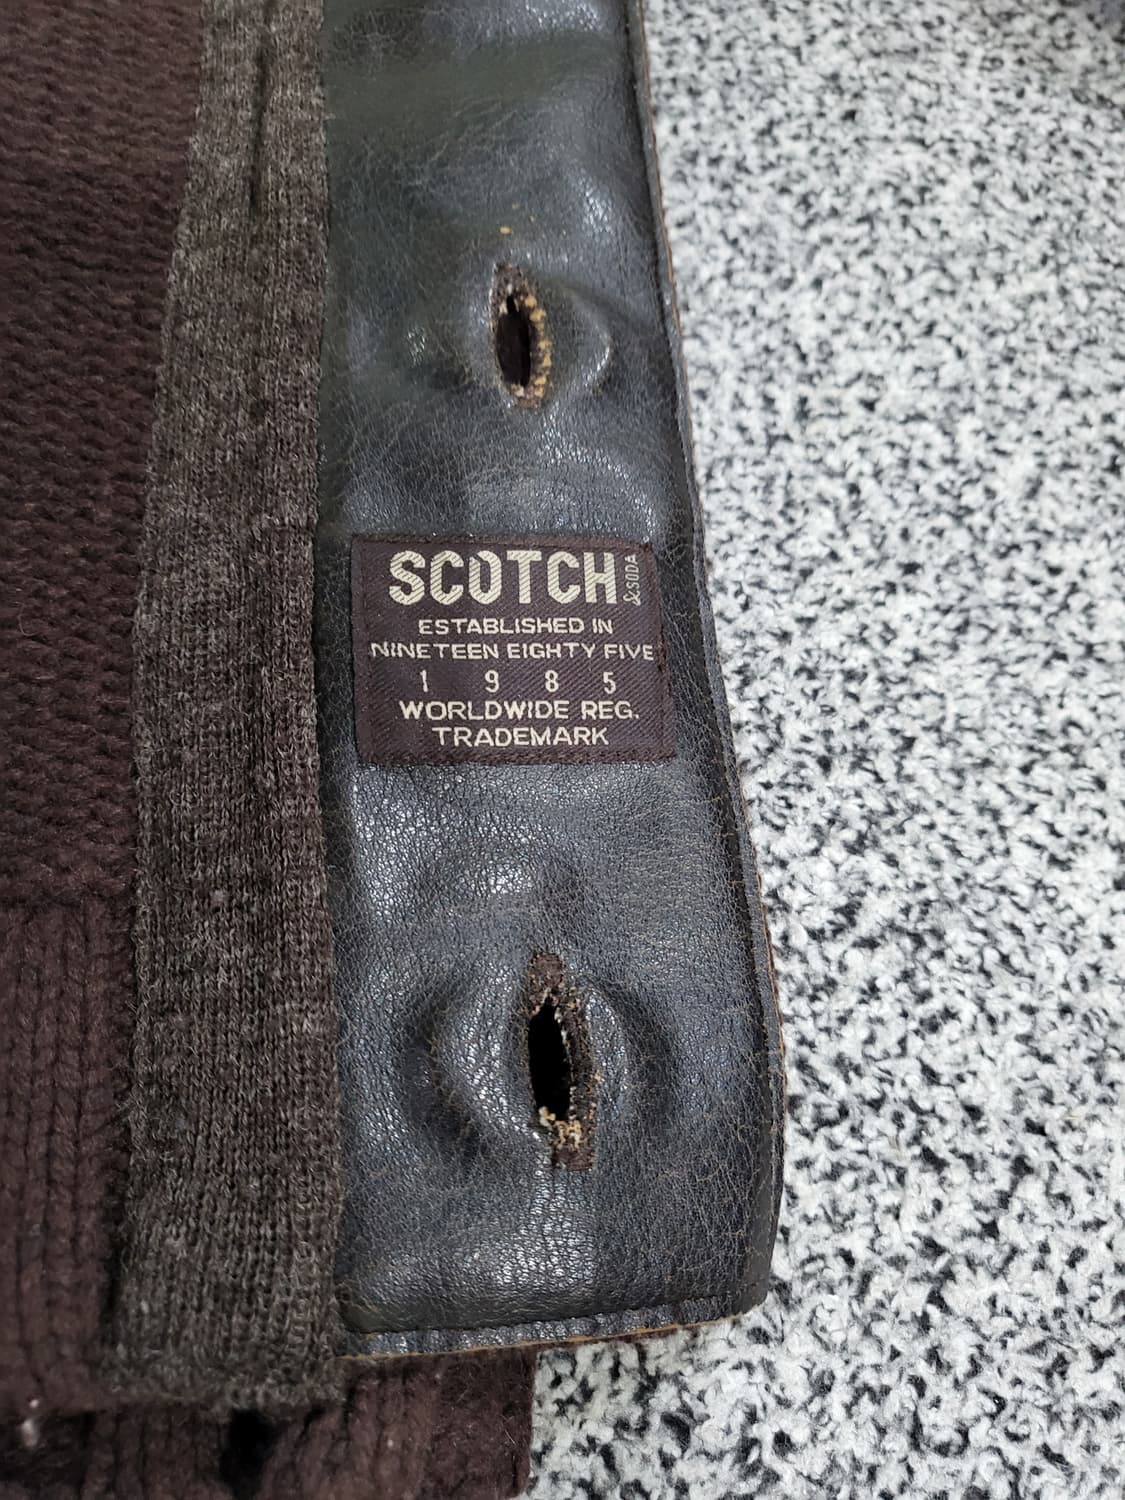 SCOTCH & SODA
ESTABLISHED IN
NINETEEN EIGHTY FIVE
1 9 8 5
WORLDWIDE REG.
TRADEMARK